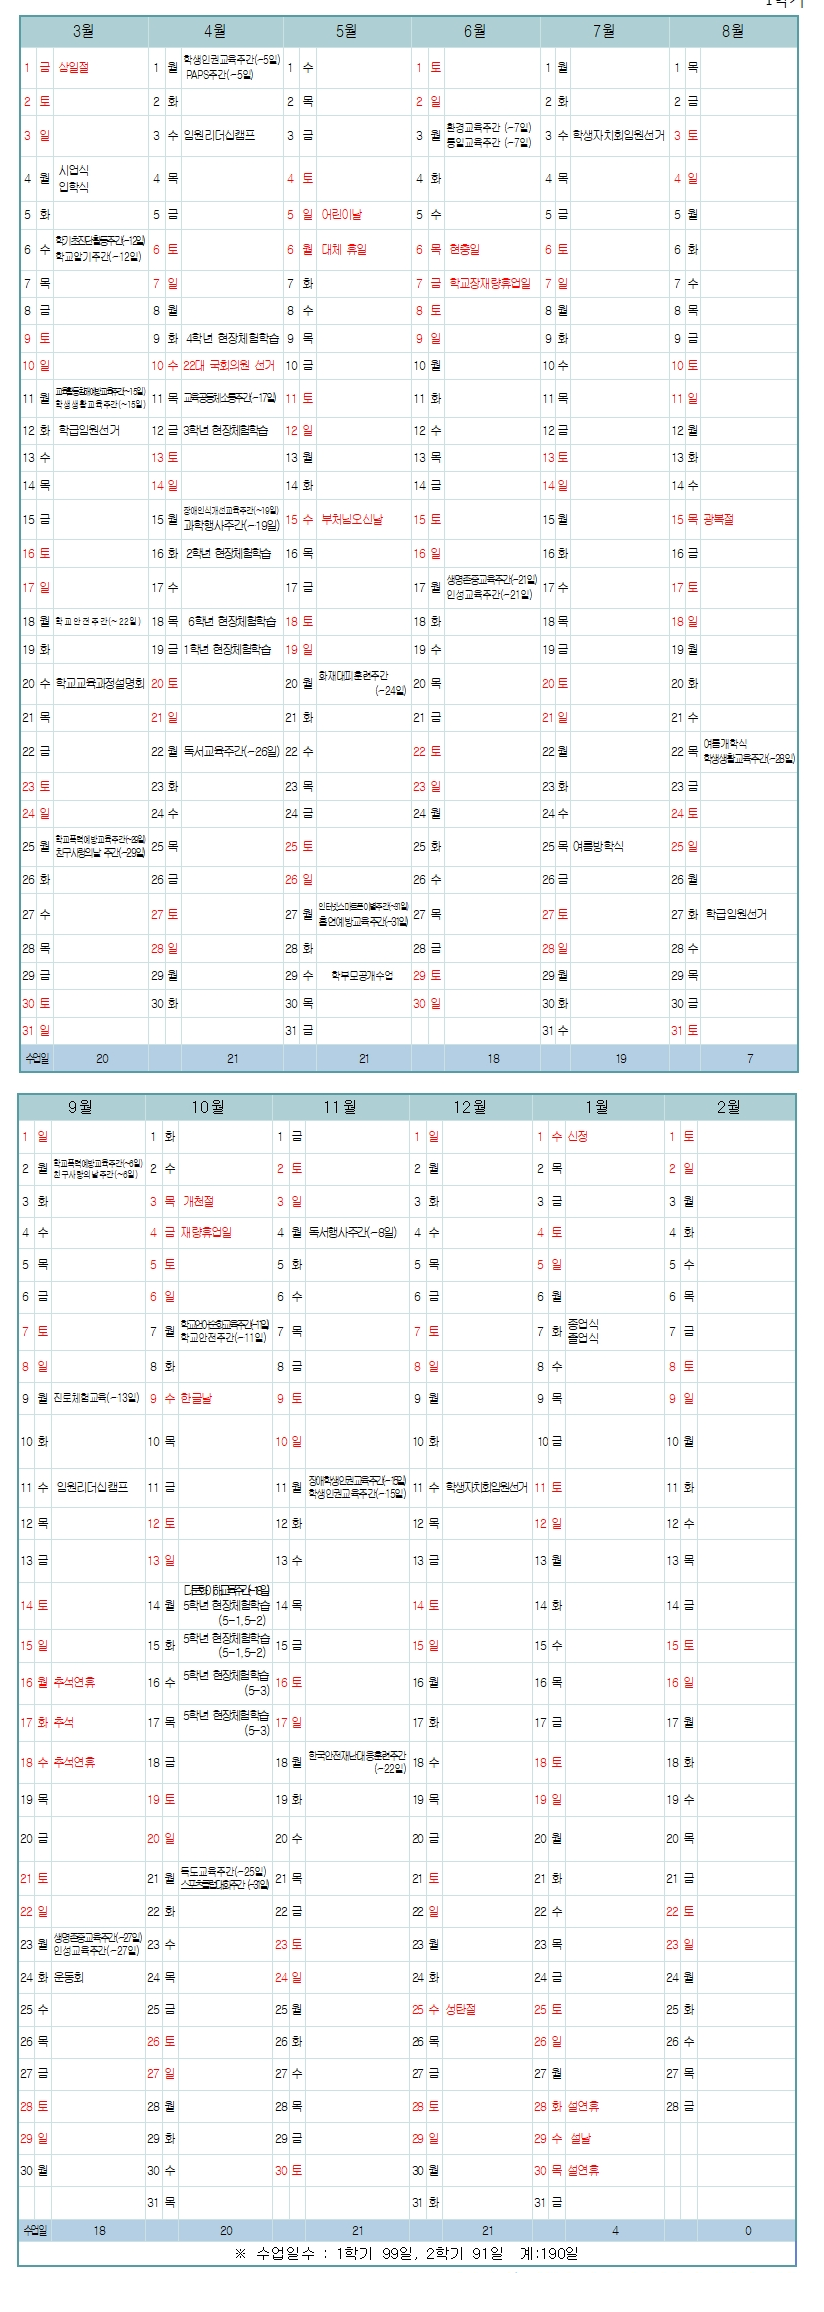 1학기
3월 4월 5월 6월 7월 8월
1 금 삼일절 1 월 학생인권교육주간(~5일) 1 수 1 토 1 월 1 목
PAPS주간(~5일)
2 토 2 화 2 목 2 일 2 화 2 금
3 일 3 수 임원리더십캠프 3 금 3 월 환경교육주간 (~7일) 3 수 학생자치회임원선거 3 토
통일교육주간 (~7일)
4 월 시업식 4 목 4 토 4 화 4 목 4 일
입학식
5 화 5 금 5 일 어린이날 5 수 5 금 5 월
6 수 학기초진단활동주간(~12일) 6 토 6 월 대체 휴일 6 목 현충일 6 토 6 화
학교알기주간(~12일)
7 목 7 일 7 화 7 금 학교장재량휴업일 7 일 7 수
8 금 8 월 8 수 8 토 8 월 8 목
9 토 9 화 4학년 현장체험학습 9 목 9 일 9 화 9 금
10 일 10 수 22대 국회의원 선거 10 금 10 월 10 수 10 토
11 월 11 목 교육공동체소통주간(~17일) 11 토 11 화 11 목 11 일
학생생활교육주간(~15일)
12 화 학급임원선거 12 금 3학년 현장체험학습 12 일 12 수 12 금 12 월
13 수 13 토 13 월 13 목 13 토 13 화
14 목 14 일 14 화 14 금 14 일 14 수
15 금 15 월 장애인식개선교육주간(~19일) 15 수 부처님오신날 15 토 15 월 15 목 광복절
과학행사주간(~19일)
16 토 16 화 2학년 현장체험학습 16 목 16 일 16 화 16 금
17 일 17 수 17 금 17 월 생명존중교육주간(~21일) 17 수 17 토
인성교육주간(~21일)
18 월 학교안전주간(~22일) 18 목 6학년 현장체험학습 18 토 18 화 18 목 18 일
19 화 19 금 1학년 현장체험학습 19 일 19 수 19 금 19 월
20 수 학교교육과정설명회 20 토 20 월 화재대피훈련주간 20 목 20 토 20 화
(~24일)
21 목 21 일 21 화 21 금 21 일 21 수
22 금 22 월 독서교육주간(~26일) 22 수 22 토 22 월 22 목 여름개학식
학생생활교육주간(~28일)
23 토 23 화 23 목 23 일 23 화 23 금
24 일 24 수 24 금 24 월 24 수 24 토
25 월 학교폭력예방교육주간(~29일) 25 목 25 토 25 화 25 목 여름방학식 25 일
친구사랑의날 주간(~29일)
26 화 26 금 26 일 26 수 26 금 26 월
27 수 27 토 27 월 27 목 27 토 27 화 학급임원선거
흡연예방교육주간(~31일)
28 목 28 일 28 화 28 금 28 일 28 수
29 금 29 월 29 수 학부모공개수업 29 토 29 월 29 목
30 토 30 화 30 목 30 일 30 화 30 금
31 일 31 금 31 수 31 토
수업일 20 21 21 18 19 7
9월 10월 11월 12월 1월 2월
1 일 1 화 1 금 1 일 1 수 신정 1 토
2 월 학교폭력예방교육주간(~6일) 2 수 2 토 2 월 2 목 2 일
친구사랑의날주간(~6일)
3 화 3 목 개천절 3 일 3 화 3 금 3 월
4 수 4 금 재량휴업일 4 월 독서행사주간(~8일) 4 수 4 토 4 화
5 목 5 토 5 화 5 목 5 일 5 수
6 금 6 일 6 수 6 금 6 월 6 목
7 토 7 월 학교언어순화교육주간(~11일) 7 목 7 토 7 화 종업식 7 금
학교안전주간(~11일) 졸업식
8 일 8 화 8 금 8 일 8 수 8 토
9 월 진로체험교육(~13일) 9 수 한글날 9 토 9 월 9 목 9 일
10 화 10 목 10 일 10 화 10 금 10 월
11 수 임원리더십캠프 11 금 11 월 장애학생인권교육주간(~15일) 11 수 학생자치회임원선거 11 토 11 화
학생인권교육주간(~15일)
12 목 12 토 12 화 12 목 12 일 12 수
13 금 13 일 13 수 13 금 13 월 13 목
다문화이해교육주간(~18일)
14 토 14 월 5학년 현장체험학습 14 목 14 토 14 화 14 금
(5-1,5-2)
15 일 15 화 5학년 현장체험학습 15 금 15 일 15 수 15 토
(5-1,5-2)
16 월 추석연휴 16 수 5학년 현장체험학습 16 토 16 월 16 목 16 일
(5-3)
17 화 추석 17 목 5학년 현장체험학습 17 일 17 화 17 금 17 월
(5-3)
18 수 추석연휴 18 금 18 월 한국안전재난대응훈련주간 18 수 18 토 18 화
(~22일)
19 목 19 토 19 화 19 목 19 일 19 수
20 금 20 일 20 수 20 금 20 월 20 목
21 토 21 월 독도교육주간(~25일) 21 목 21 토 21 화 21 금
스포츠클럽대회주간 (~31일)
22 일 22 화 22 금 22 일 22 수 22 토
23 월 생명존중교육주간(~27일) 23 수 23 토 23 월 23 목 23 일
인성교육주간(~27일)
24 화 운동회 24 목 24 일 24 화 24 금 24 월
25 수 25 금 25 월 25 수 성탄절 25 토 25 화
26 목 26 토 26 화 26 목 26 일 26 수
27 금 27 일 27 수 27 금 27 월 27 목
28 토 28 월 28 목 28 토 28 화 설연휴 28 금
29 일 29 화 29 금 29 일 29 수 설날
30 월 30 수 30 토 30 월 30 목 설연휴
31 목 31 화 31 금
수업일 18 20 21 21 4 0
※ 수업일수 : 1학기 99일, 2학기 91일 계:190일